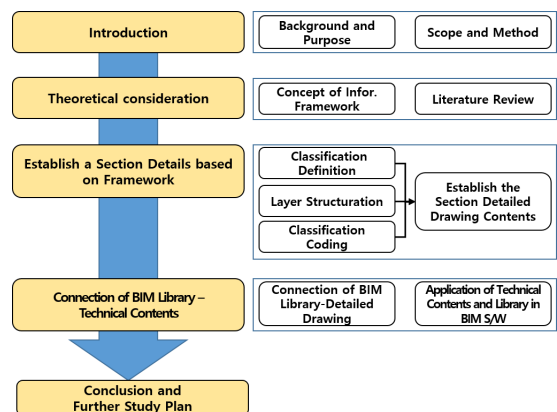 Introduction
Background and
Purpose
Scope and Method
Theoretical consideration
Concept of Infor.
Framework
Literature Review
Establish a Section Details based
on Framework
Classification
Definition
Layer Structuration
Classification
Coding
Establish the
Section Detailed
Drawing Contents
Connection of BIM Library –
Technical Contents
Connection of BIM
Library-Detailed
Drawing
Application of Technical
Contents and Library in
BIM S/W
Conclusion and
Further Study Plan